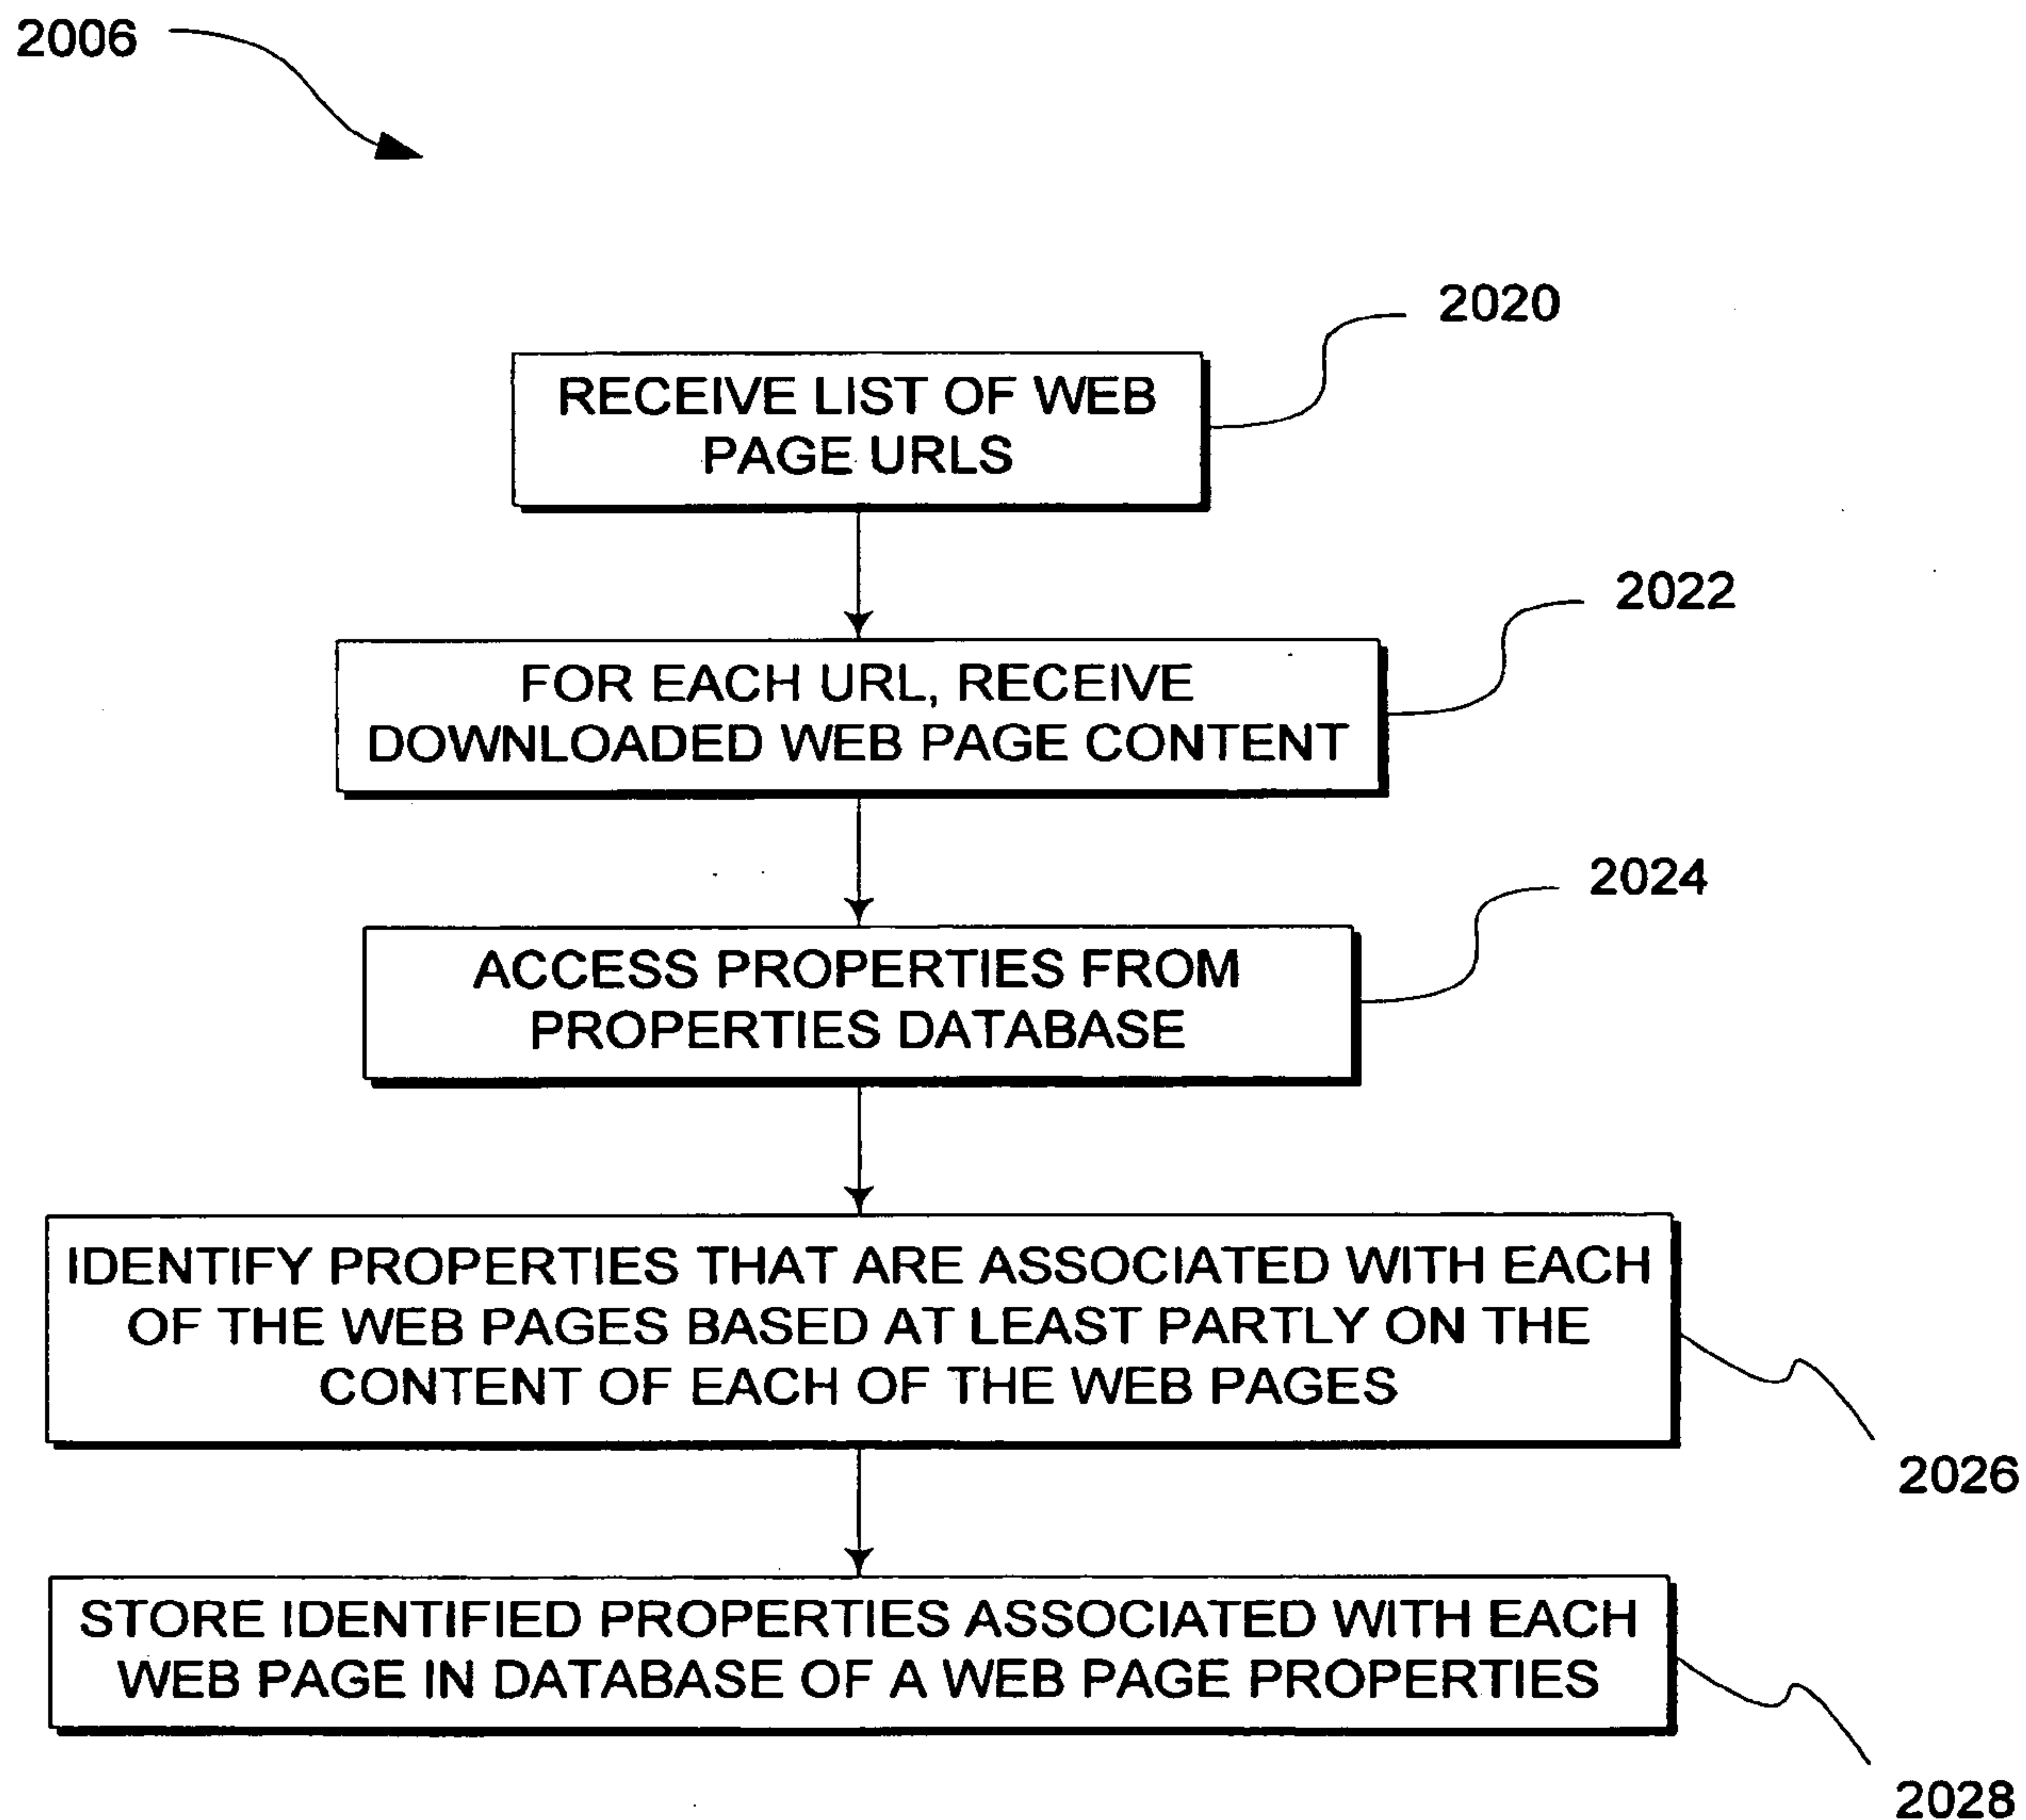 2006
2020
RECEIVE LIST OF WEB
PAGE URLS
2022
FOR EACH URL, RECEIVE
DOWNLOADED WEB PAGE CONTENT
2024
ACCESS PROPERTIES FROM
PROPERTIES DATABASE
IDENTIFY PROPERTIES THAT ARE ASSOCIATED WITH EACH
OF THE WEB PAGES BASED AT LEAST PARTLY ON THE
CONTENT OF EACH OF THE WEB PAGES
2026
STORE IDENTIFIED PROPERTIES ASSOCIATED WITH EACH
WEB PAGE IN DATABASE OF A WEB PAGE PROPERTIES
2028